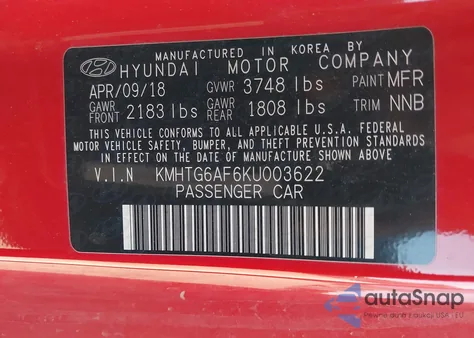 MANUFACTURED IN KOREA BY
HYUNDAI MOTOR COMPANY
APR/09/18 GVWR 3748 lbs PAINT MFR
GAWR FRONT 2183 lbs GAWR REAR 1808 lbs TRIM NNB
THIS VEHICLE CONFORMS TO ALL APPLICABLE U.S.A. FEDERAL
MOTOR VEHICLE SAFETY, BUMPER, AND THEFT PREVENTION STANDARDS
IN EFFECT ON THE DATE OF MANUFACTURE SHOWN ABOVE.
V.I.N KMHTG6AF6KU003622
PASSENGER CAR
autaSnap